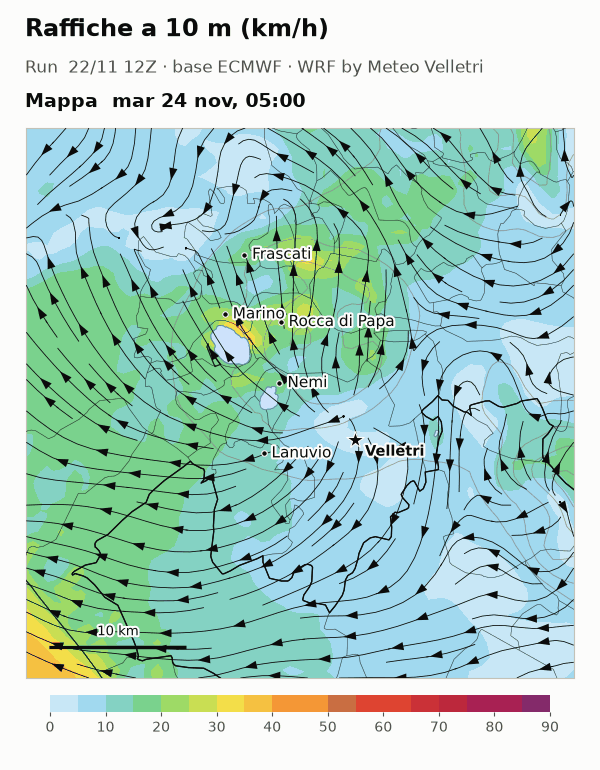 Raffiche a 10 m (km/h)
Run  22/11 12Z · base ECMWF · WRF by Meteo Velletri
Mappa  mar 24 nov, 05:00
Frascati
Marino
Rocca di Papa
Nemi
Velletri
Lanuvio
10 km
0 10 20 30 40 50 60 70 80 90